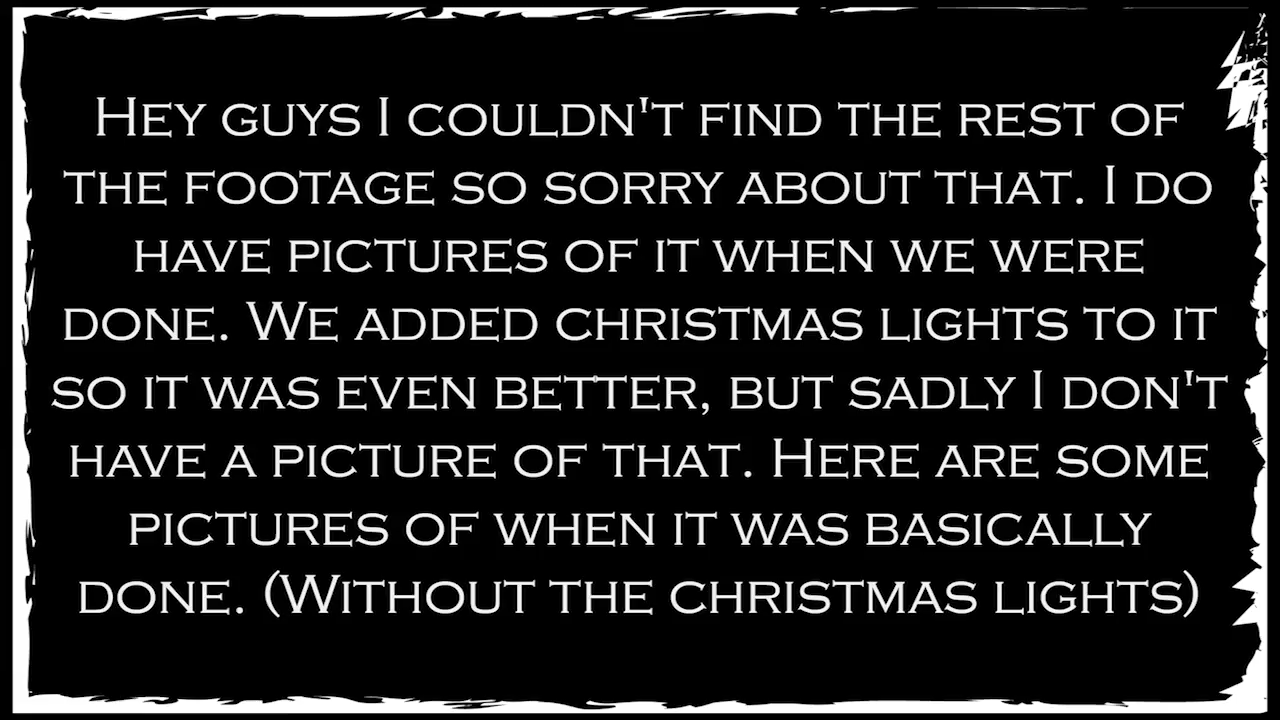 Hey guys I couldn't find the rest of
the footage so sorry about that. I do
have pictures of it when we were
done. We added christmas lights to it
so it was even better, but sadly I don't
have a picture of that. Here are some
pictures of when it was basically
done. (Without the christmas lights)